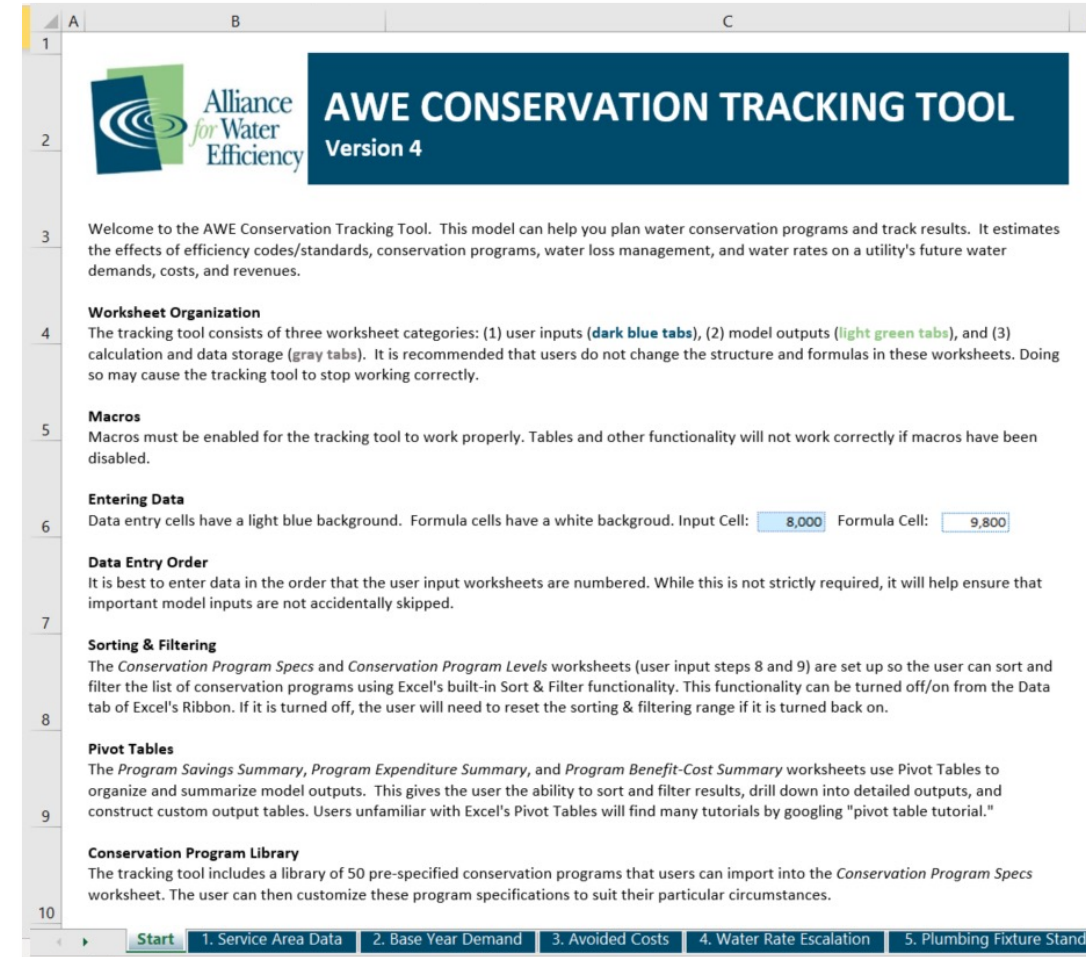 A B C
1
Alliance
for Water
Efficiency
AWE CONSERVATION TRACKING TOOL
Version 4
2
3
Welcome to the AWE Conservation Tracking Tool.  This model can help you plan water conservation programs and track results.  It estimates
the effects of efficiency codes/standards, conservation programs, water loss management, and water rates on a utility's future water
demands, costs, and revenues.
Worksheet Organization
4
The tracking tool consists of three worksheet categories: (1) user inputs (dark blue tabs), (2) model outputs (light green tabs), and (3)
calculation and data storage (gray tabs).  It is recommended that users do not change the structure and formulas in these worksheets. Doing
so may cause the tracking tool to stop working correctly.
Macros
5
Macros must be enabled for the tracking tool to work properly. Tables and other functionality will not work correctly if macros have been
disabled.
Entering Data
6
Data entry cells have a light blue background.  Formula cells have a white backgroud. Input Cell: 8,000 Formula Cell: 9,800
Data Entry Order
It is best to enter data in the order that the user input worksheets are numbered. While this is not strictly required, it will help ensure that
important model inputs are not accidentally skipped.
7
Sorting & Filtering
The Conservation Program Specs and Conservation Program Levels worksheets (user input steps 8 and 9) are set up so the user can sort and
filter the list of conservation programs using Excel's built-in Sort & Filter functionality. This functionality can be turned off/on from the Data
tab of Excel's Ribbon. If it is turned off, the user will need to reset the sorting & filtering range if it is turned back on.
8
Pivot Tables
The Program Savings Summary, Program Expenditure Summary, and Program Benefit-Cost Summary worksheets use Pivot Tables to
organize and summarize model outputs.  This gives the user the ability to sort and filter results, drill down into detailed outputs, and
construct custom output tables. Users unfamiliar with Excel's Pivot Tables will find many tutorials by googling "pivot table tutorial."
9
Conservation Program Library
The tracking tool includes a library of 50 pre-specified conservation programs that users can import into the Conservation Program Specs
worksheet. The user can then customize these program specifications to suit their particular circumstances.
10
Start 1. Service Area Data 2. Base Year Demand 3. Avoided Costs 4. Water Rate Escalation 5. Plumbing Fixture Stand